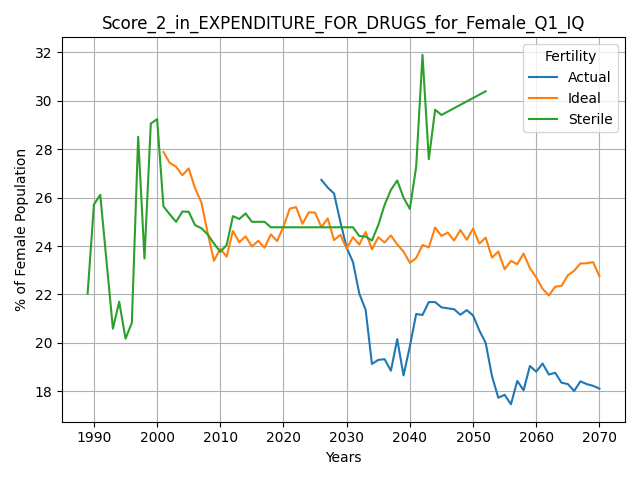 Score_2_in_EXPENDITURE_FOR_DRUGS_for_Female_Q1_IQ
Fertility
Actual
Ideal
Sterile
% of Female Population
32
30
28
26
24
22
20
18
1990 2000 2010 2020 2030 2040 2050 2060 2070
Years